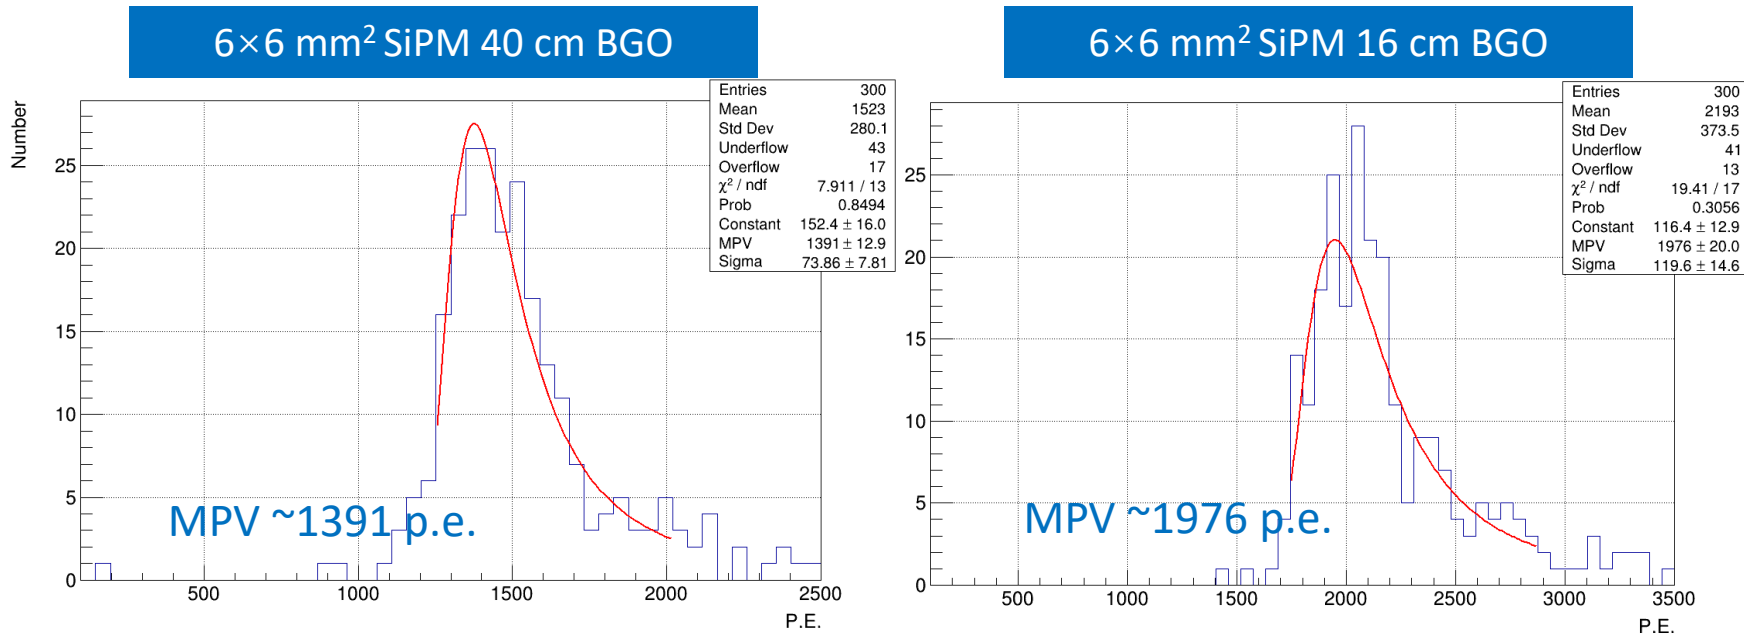 6×6 mm² SiPM 40 cm BGO
Number
25
20
15
10
5
0
500
1000
1500
2000
2500
P.E.
Entries 300
Mean 1523
Std Dev 280.1
Underflow 43
Overflow 17
χ² / ndf 7.911 / 13
Prob 0.8494
Constant 152.4 ± 16.0
MPV 1391 ± 12.9
Sigma 73.86 ± 7.81
MPV ~1391 p.e.
6×6 mm² SiPM 16 cm BGO
25
20
15
10
5
0
500
1000
1500
2000
2500
3000
3500
P.E.
Entries 300
Mean 2193
Std Dev 373.5
Underflow 41
Overflow 13
χ² / ndf 19.41 / 17
Prob 0.3056
Constant 116.4 ± 12.9
MPV 1976 ± 20.0
Sigma 119.6 ± 14.6
MPV ~1976 p.e.